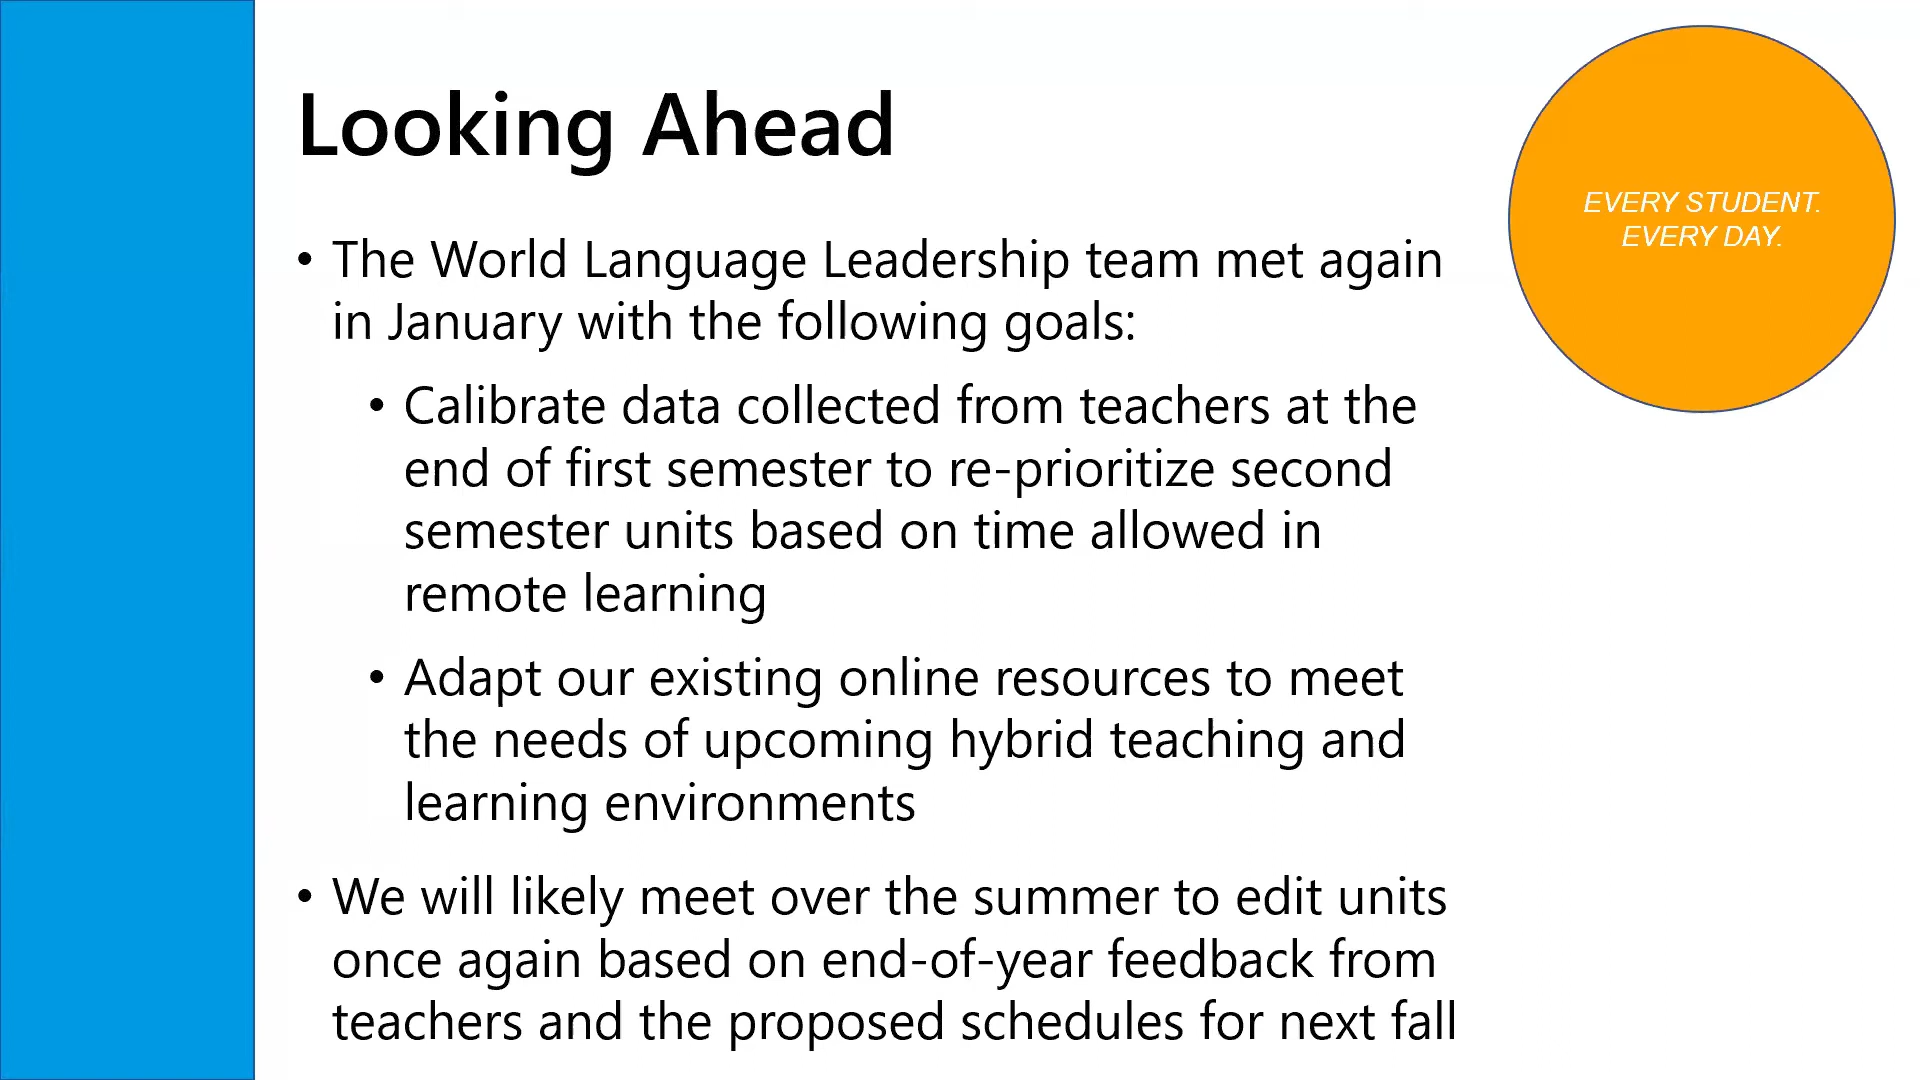 Looking Ahead
EVERY STUDENT.
EVERY DAY.
• The World Language Leadership team met again
in January with the following goals:
• Calibrate data collected from teachers at the
end of first semester to re-prioritize second
semester units based on time allowed in
remote learning
• Adapt our existing online resources to meet
the needs of upcoming hybrid teaching and
learning environments
• We will likely meet over the summer to edit units
once again based on end-of-year feedback from
teachers and the proposed schedules for next fall